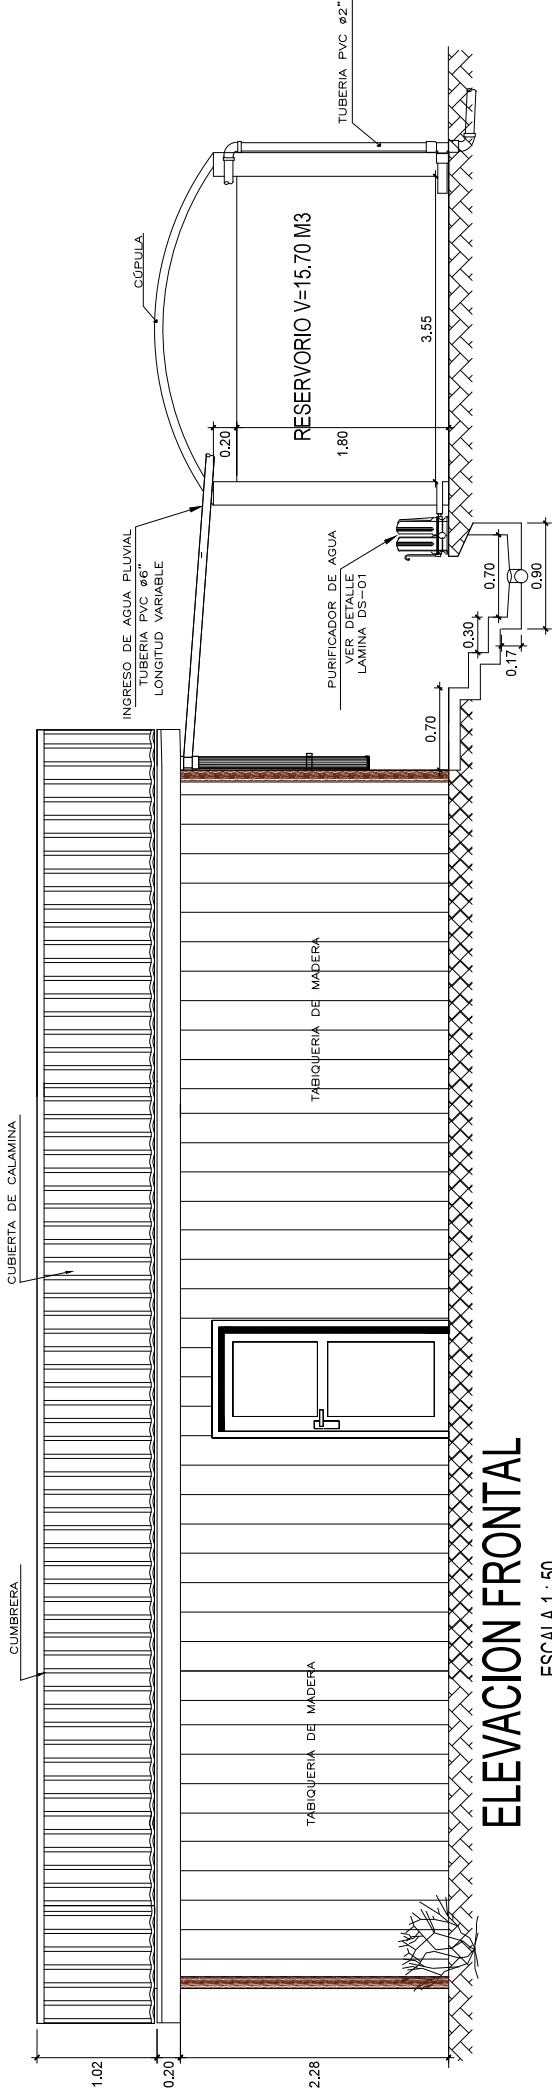 CUMBRERA
CUBIERTA DE CALAMINA
1.02
0.20
2.28
TABIQUERIA DE MADERA
TABIQUERIA DE MADERA
INGRESO DE AGUA PLUVIAL
TUBERIA PVC ø6"
LONGITUD VARIABLE
CÚPULA
TUBERIA PVC ø2"
RESERVORIO V=15.70 M3
0.20
1.80
3.55
PURIFICADOR DE AGUA
VER DETALLE
LAMINA DS-01
0.70
0.30
0.17
0.70
0.90
ELEVACION FRONTAL
ESCALA 1 : 50